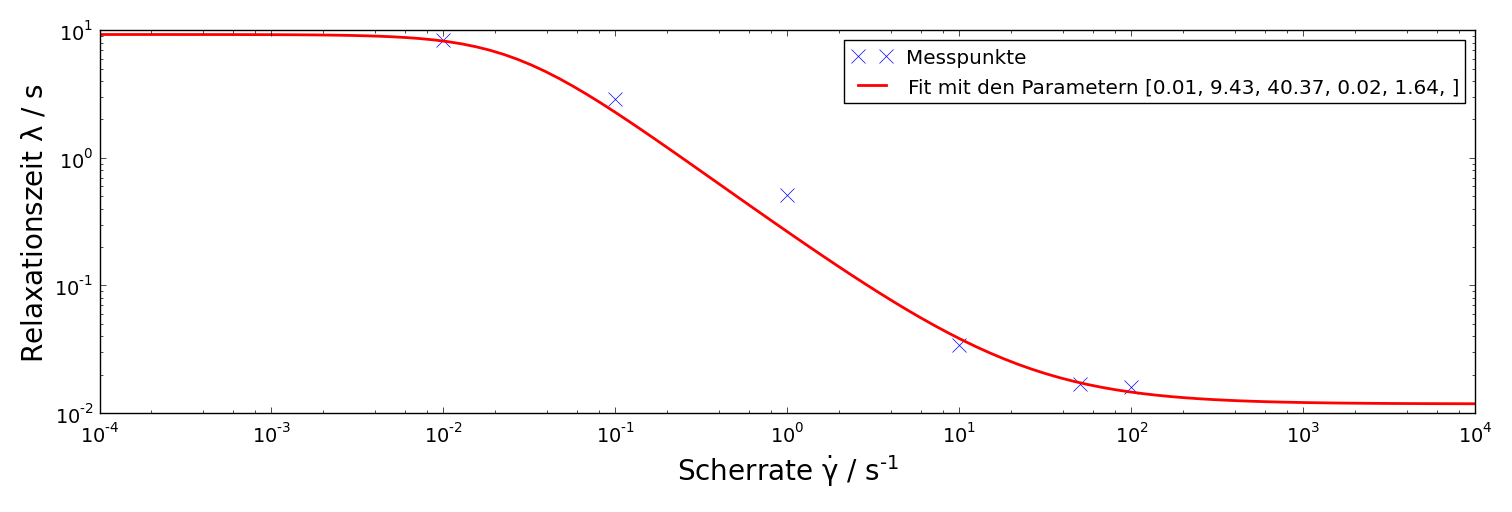 10¹
10⁰
10⁻¹
10⁻²
Relaxationszeit λ / s
Messpunkte
Fit mit den Parametern [0.01, 9.43, 40.37, 0.02, 1.64, ]
10⁻⁴ 10⁻³ 10⁻² 10⁻¹ 10⁰ 10¹ 10² 10³ 10⁴
Scherrate γ̇ / s⁻¹